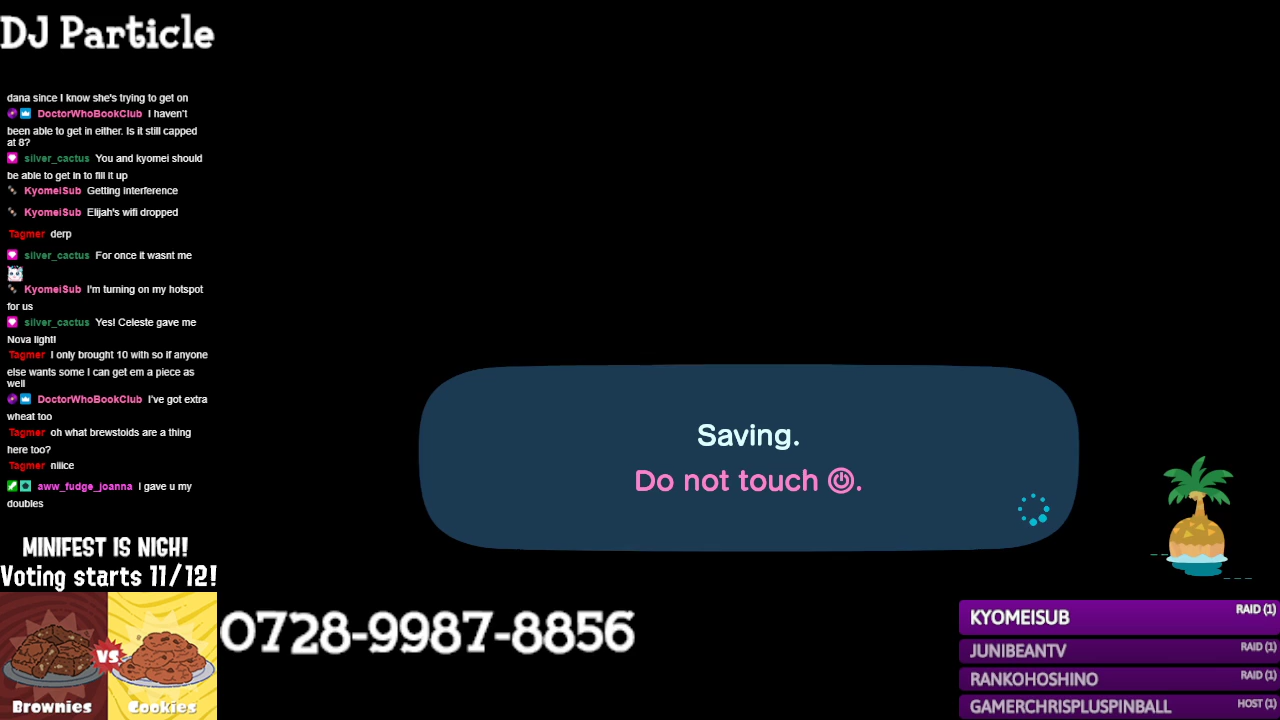 DJ Particle
dana since I know she's trying to get on
DoctorWhoBookClub I haven't
been able to get in either. Is it still capped
at 8?
silver_cactus You and kyomei should
be able to get in to fill it up
KyomeiSub Getting interference
KyomeiSub Elijah's wifi dropped
Tagmer derp
silver_cactus For once it wasnt me
KyomeiSub I'm turning on my hotspot
for us
silver_cactus Yes! Celeste gave me
Nova light!
Tagmer I only brought 10 with so if anyone
else wants some I can get em a piece as
well
DoctorWhoBookClub I've got extra
wheat too
Tagmer oh what brewstoids are a thing
here too?
Tagmer niiice
aww_fudge_joanna I gave u my
doubles
Saving.
Do not touch .
MINIFEST IS NIGH!
Voting starts 11/12!
VS
Brownies Cookies
0728-9987-8856
KYOMEISUB RAID (1)
JUNIBEANTV RAID (1)
RANKOHOSHINO RAID (1)
GAMERCHRISPLUSPINBALL HOST (1)